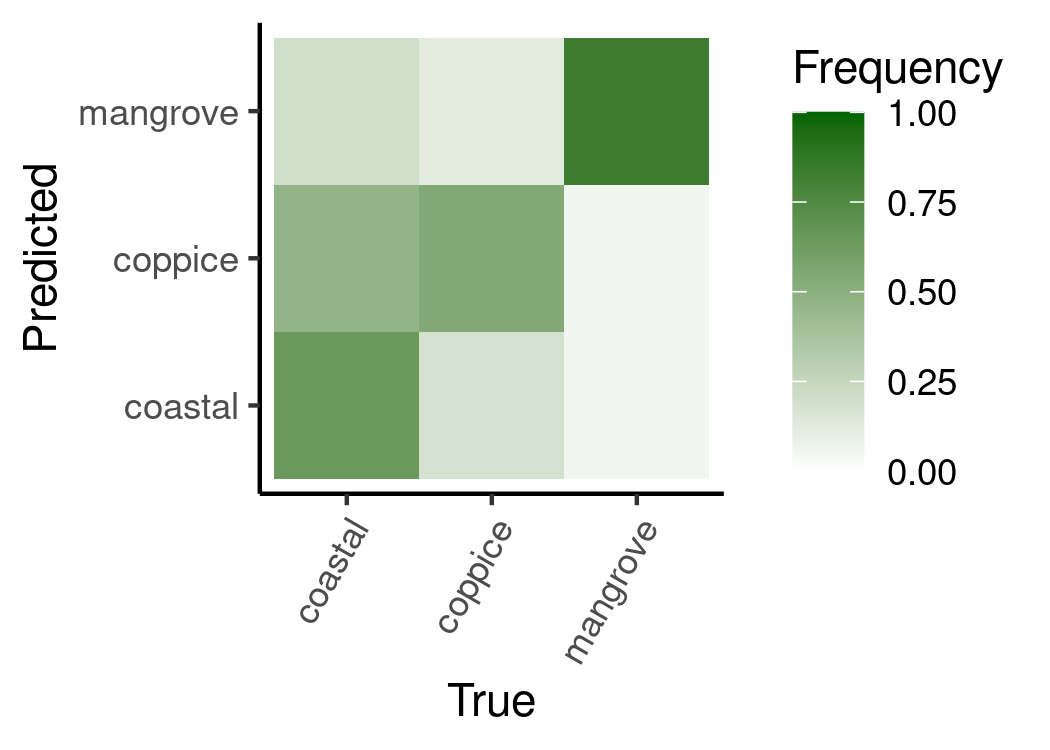 Predicted
mangrove
coppice
coastal
coastal
coppice
mangrove
True
Frequency
1.00
0.75
0.50
0.25
0.00